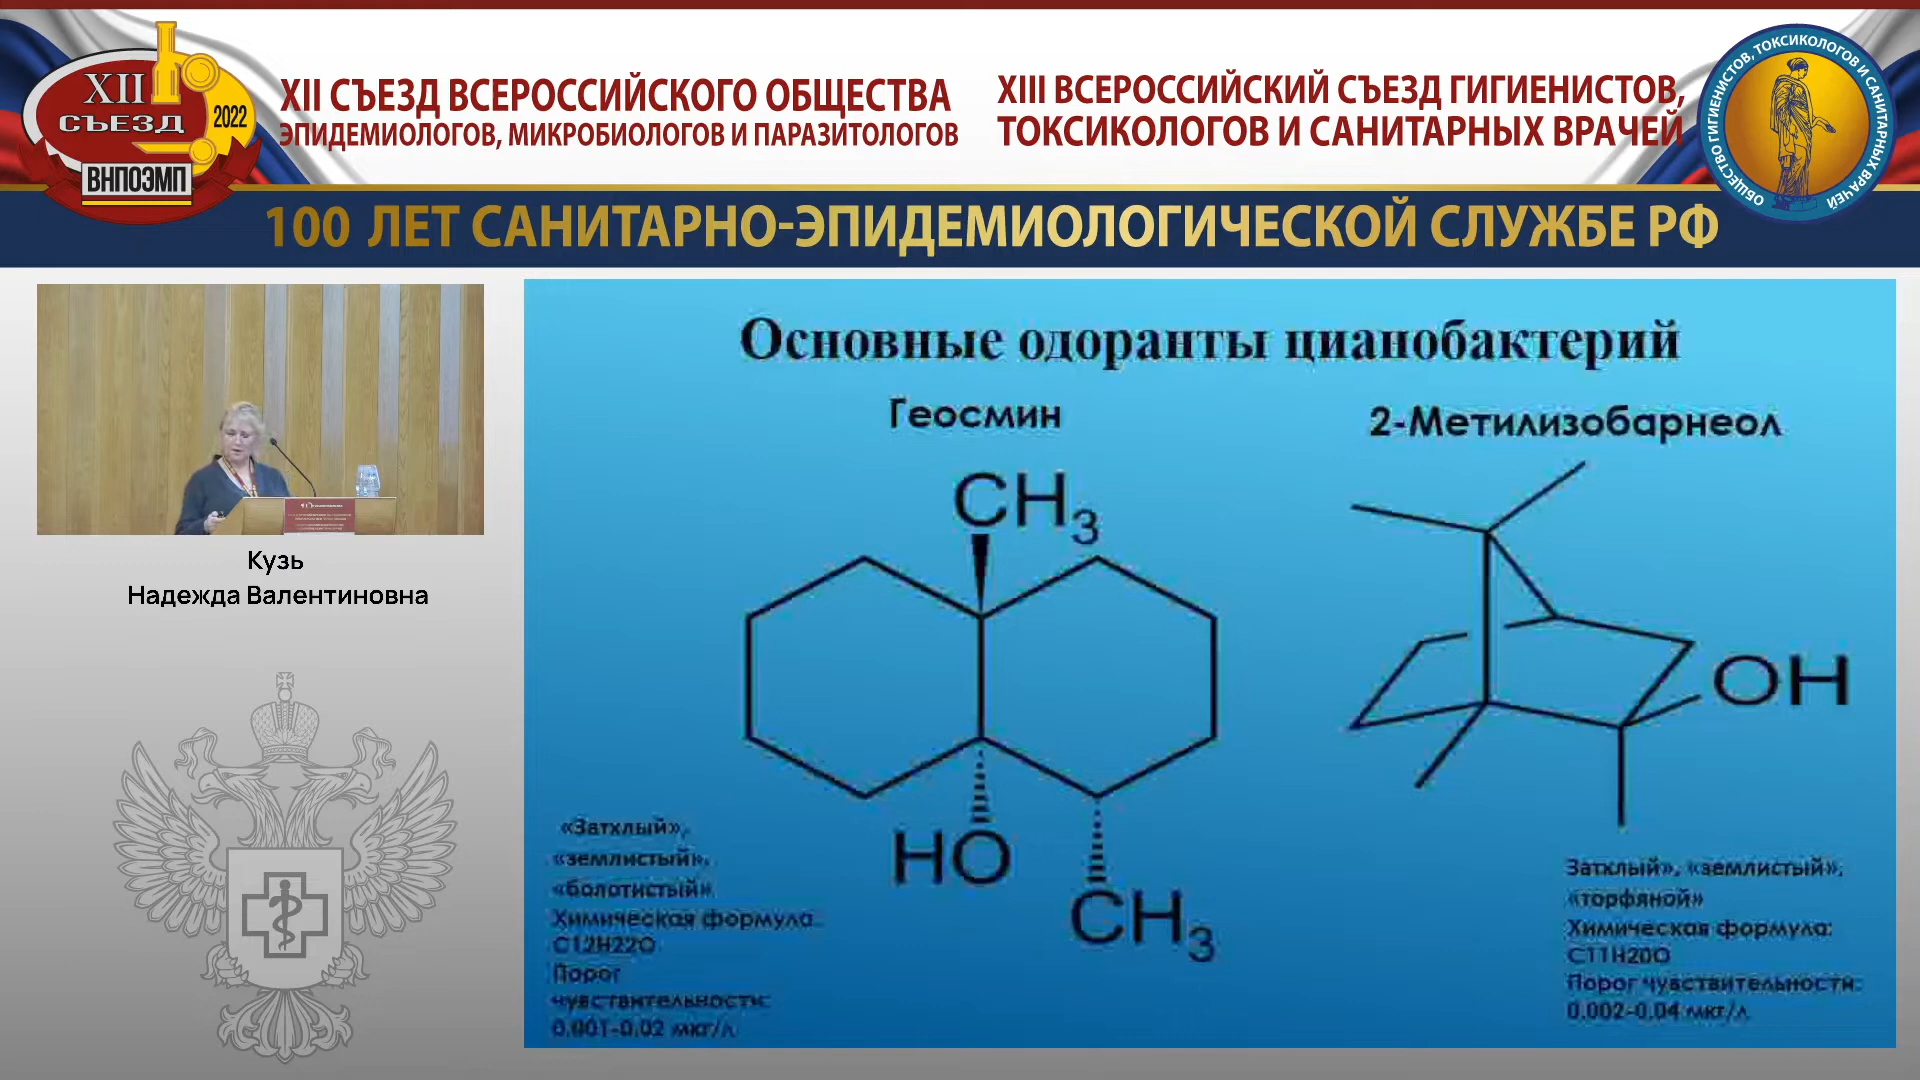 XII
СЪЕЗД
2022
ВНПОЭМП
XII СЪЕЗД ВСЕРОССИЙСКОГО ОБЩЕСТВА
ЭПИДЕМИОЛОГОВ, МИКРОБИОЛОГОВ И ПАРАЗИТОЛОГОВ
XIII ВСЕРОССИЙСКИЙ СЪЕЗД ГИГИЕНИСТОВ,
ТОКСИКОЛОГОВ И САНИТАРНЫХ ВРАЧЕЙ
ОБЩЕСТВО ГИГИЕНИСТОВ, ТОКСИКОЛОГОВ И САНИТАРНЫХ ВРАЧЕЙ
100 ЛЕТ САНИТАРНО-ЭПИДЕМИОЛОГИЧЕСКОЙ СЛУЖБЕ РФ
Кузь
Надежда Валентиновна
Основные одоранты цианобактерий
Геосмин
CH3
HO
CH3
«Затхлый»,
«землистый»,
«болотистый»
Химическая формула:
C12H22O
Порог
чувствительности:
0.001-0.02 мкг/л
2-Метилизобарнеол
OH
Затхлый», «землистый»,
«торфяной»
Химическая формула:
C11H20O
Порог чувствительности:
0.002-0.04 мкг/л